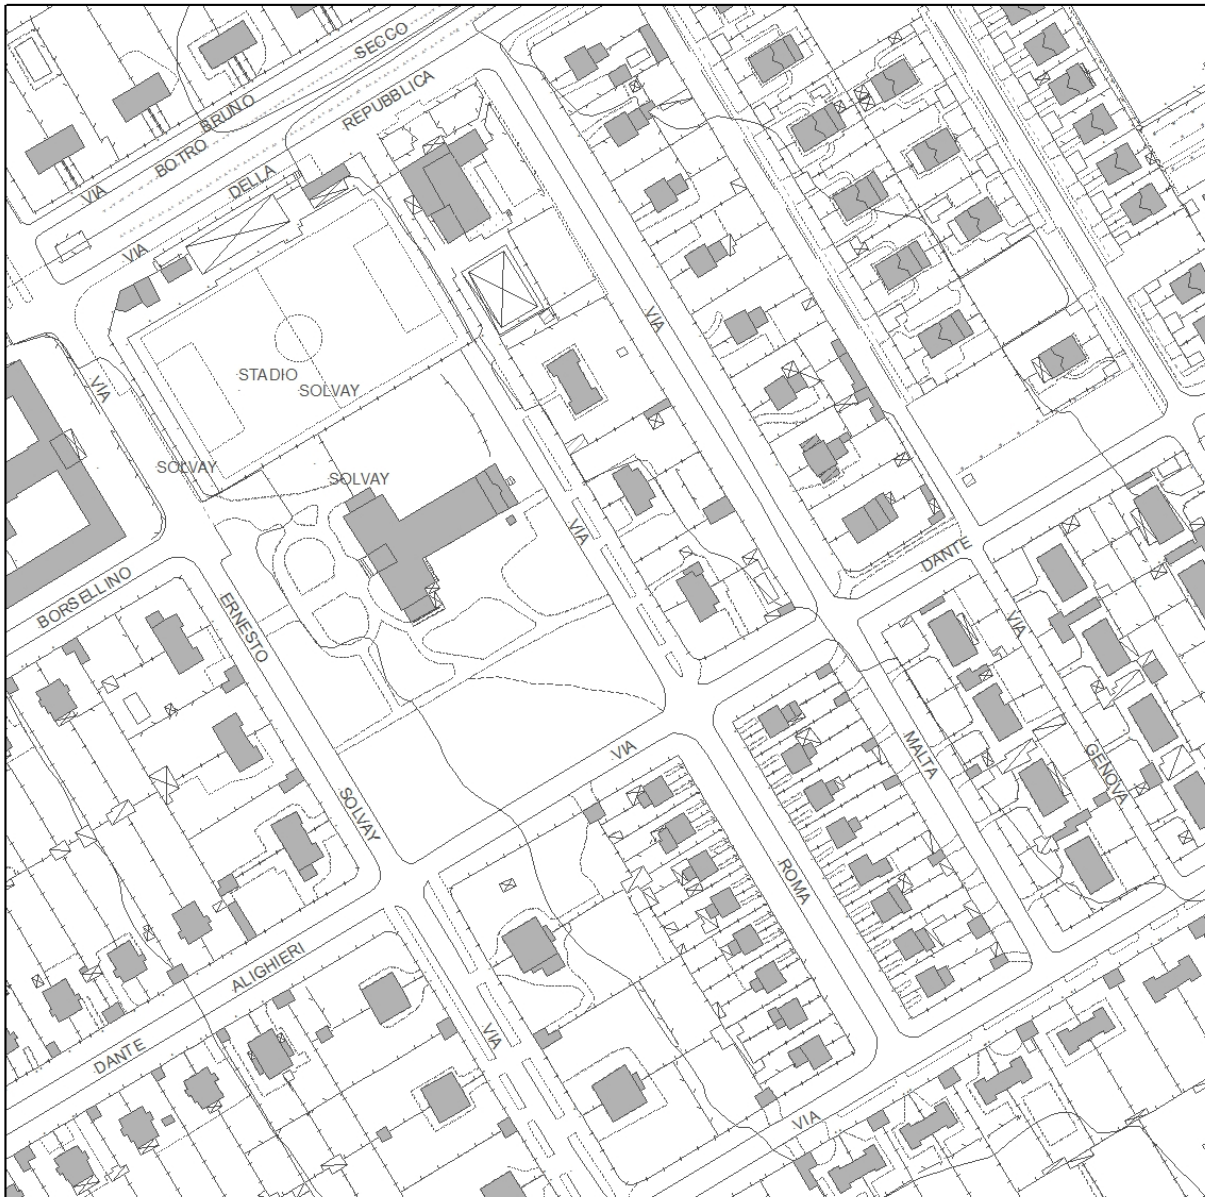 SECCO
REPUBBLICA
BRUNO
BOTRO
DELLA
VIA
VIA
VIA
STADIO
SOLVAY
VIA
SOLVAY
SOLVAY
VIA
DANTE
BORSELLINO
ERNESTO
VIA
VIA
MALTA
GENOVA
SOLVAY
ROMA
ALIGHIERI
VIA
DANTE
VIA